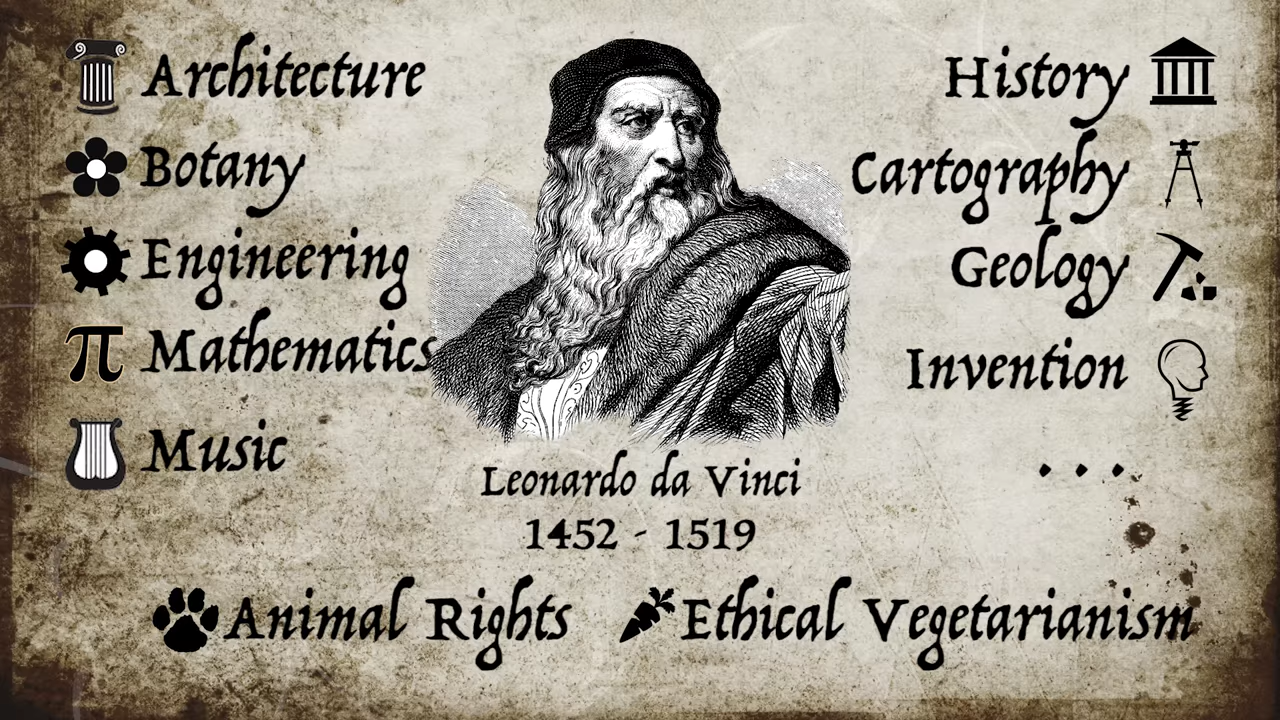 Architecture
Botany
Engineering
π Mathematics
Music
History
Cartography
Geology
Invention
...
Leonardo da Vinci
1452 - 1519
Animal Rights
Ethical Vegetarianism